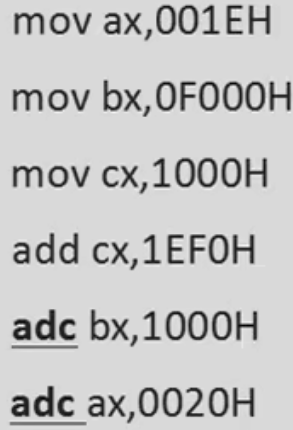 mov ax,001EH
mov bx,0F000H
mov cx,1000H
add cx,1EF0H
adc bx,1000H
adc ax,0020H